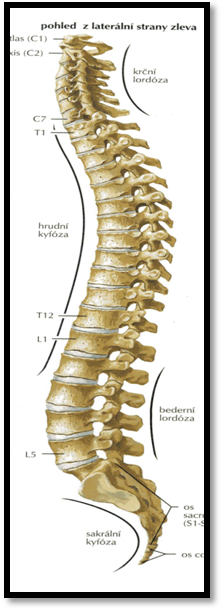 pohled z laterální strany zleva
tlas (C1)
xis (C2)
krční
lordóza
C7
T1
hrudní
kyfóza
T12
L1
bederní
lordóza
L5
os
sacr
(S1-S
sakrální
kyfóza
os co